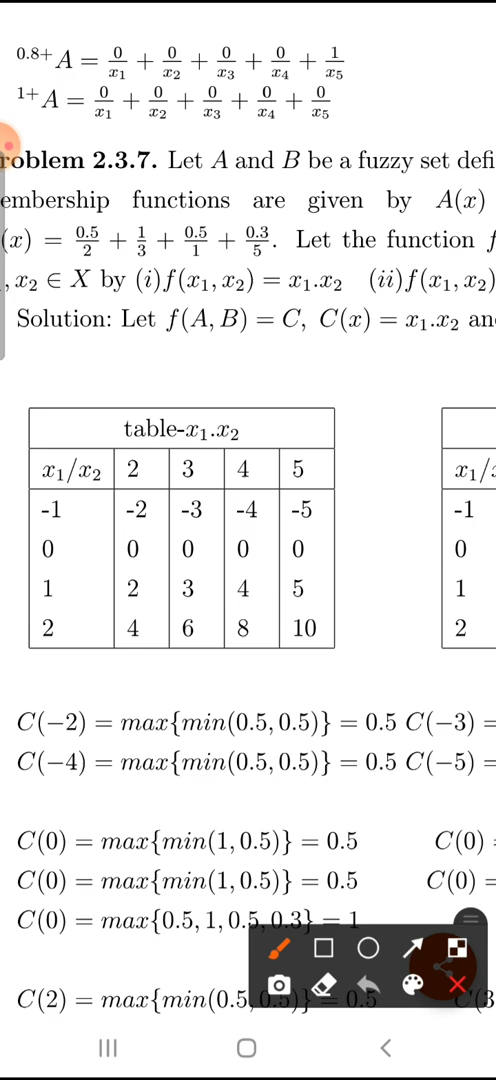 0.8+A = 0/x1 + 0/x2 + 0/x3 + 0/x4 + 1/x5
1+A = 0/x1 + 0/x2 + 0/x3 + 0/x4 + 0/x5
roblem 2.3.7. Let A and B be a fuzzy set defi
embership functions are given by A(x)
(x) = 0.5/2 + 1/3 + 0.5/1 + 0.3/5. Let the function f
, x2 ∈ X by (i)f(x1, x2) = x1.x2 (ii)f(x1, x2)
Solution: Let f(A, B) = C, C(x) = x1.x2 an
table-x1.x2
x1/x2 2 3 4 5 x1/
-1 -2 -3 -4 -5 -1
0 0 0 0 0 0
1 2 3 4 5 1
2 4 6 8 10 2
C(−2) = max{min(0.5, 0.5)} = 0.5 C(−3) =
C(−4) = max{min(0.5, 0.5)} = 0.5 C(−5) =
C(0) = max{min(1, 0.5)} = 0.5 C(0)
C(0) = max{min(1, 0.5)} = 0.5 C(0) =
C(0) = max{0.5, 1, 0.5, 0.3} = 1
C(2) = max{min(0.5, 0.5)} = 0.5 C(3